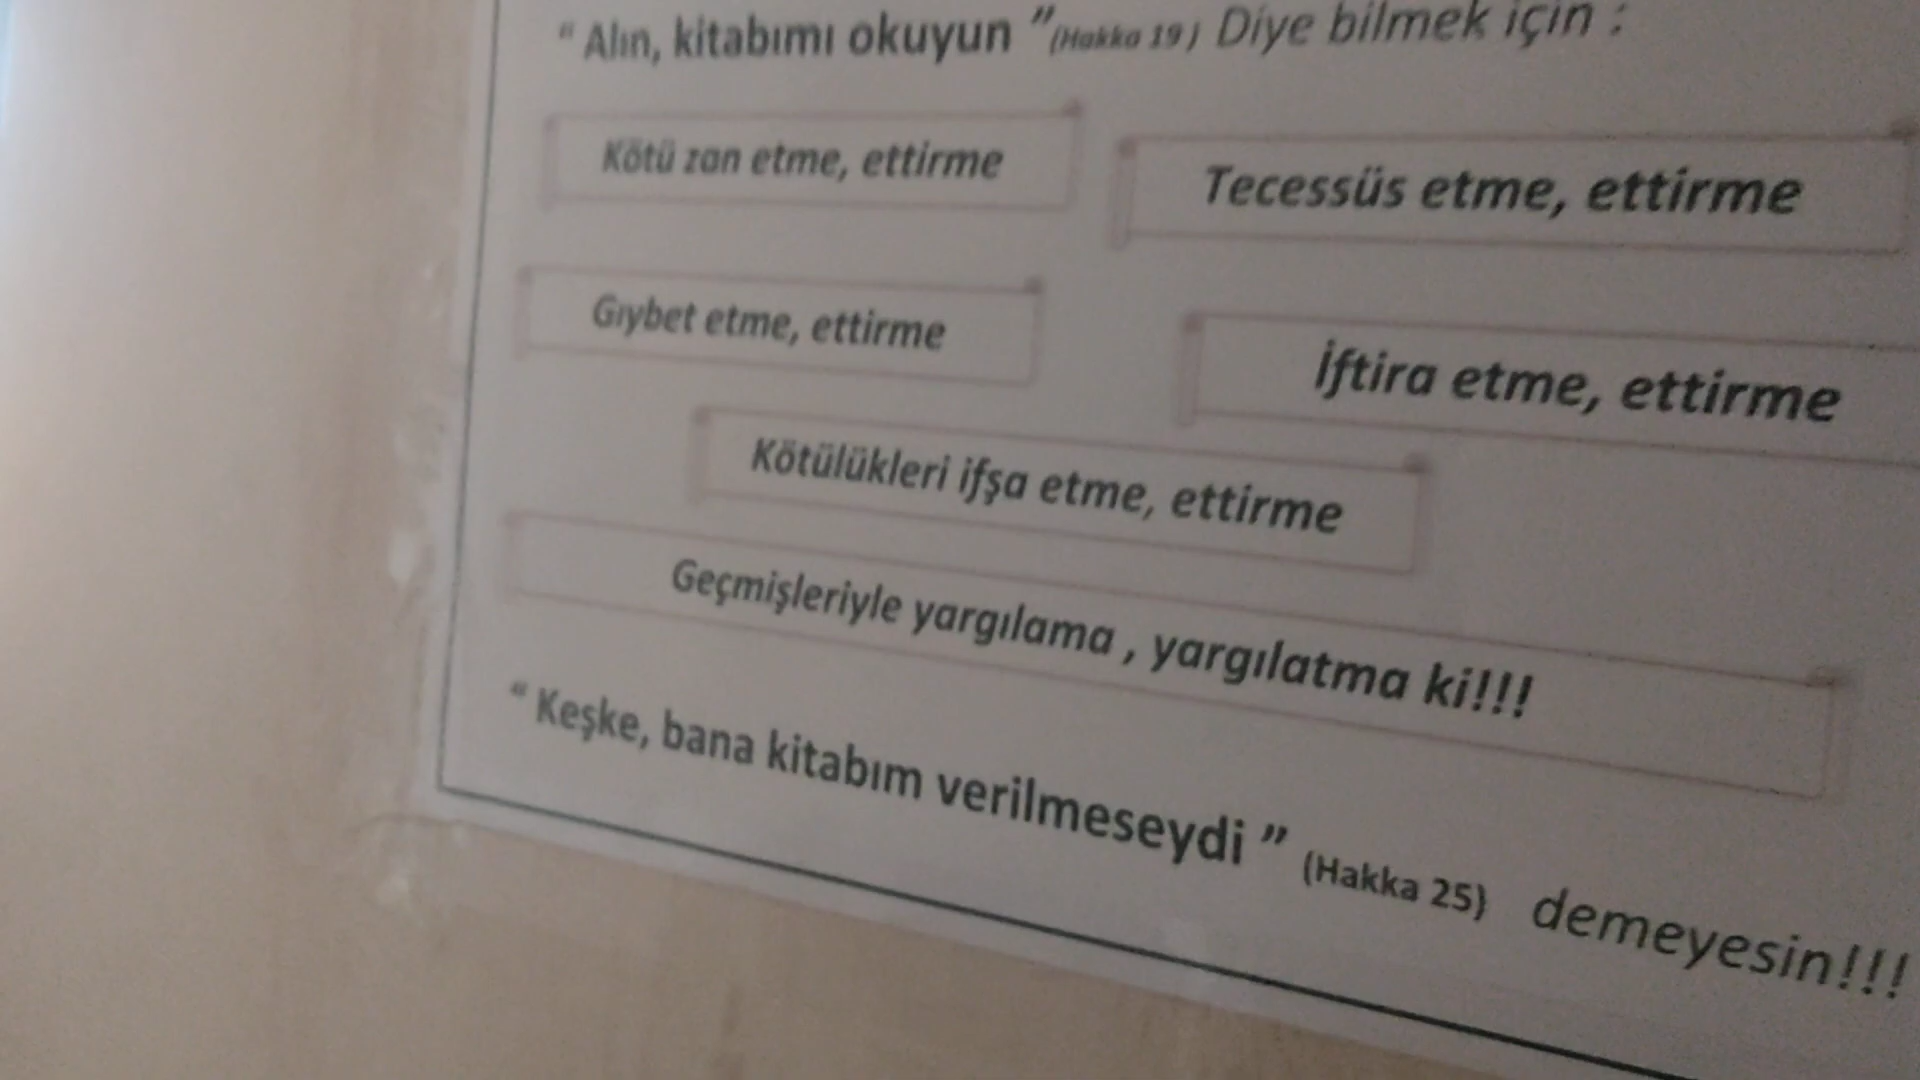 " Alın, kitabımı okuyun "(Hakka 19) Diye bilmek için :
Kötü zan etme, ettirme
Tecessüs etme, ettirme
Gıybet etme, ettirme
İftira etme, ettirme
Kötülükleri ifşa etme, ettirme
Geçmişleriyle yargılama , yargılatma ki!!!
" Keşke, bana kitabım verilmeseydi " (Hakka 25) demeyesin!!!